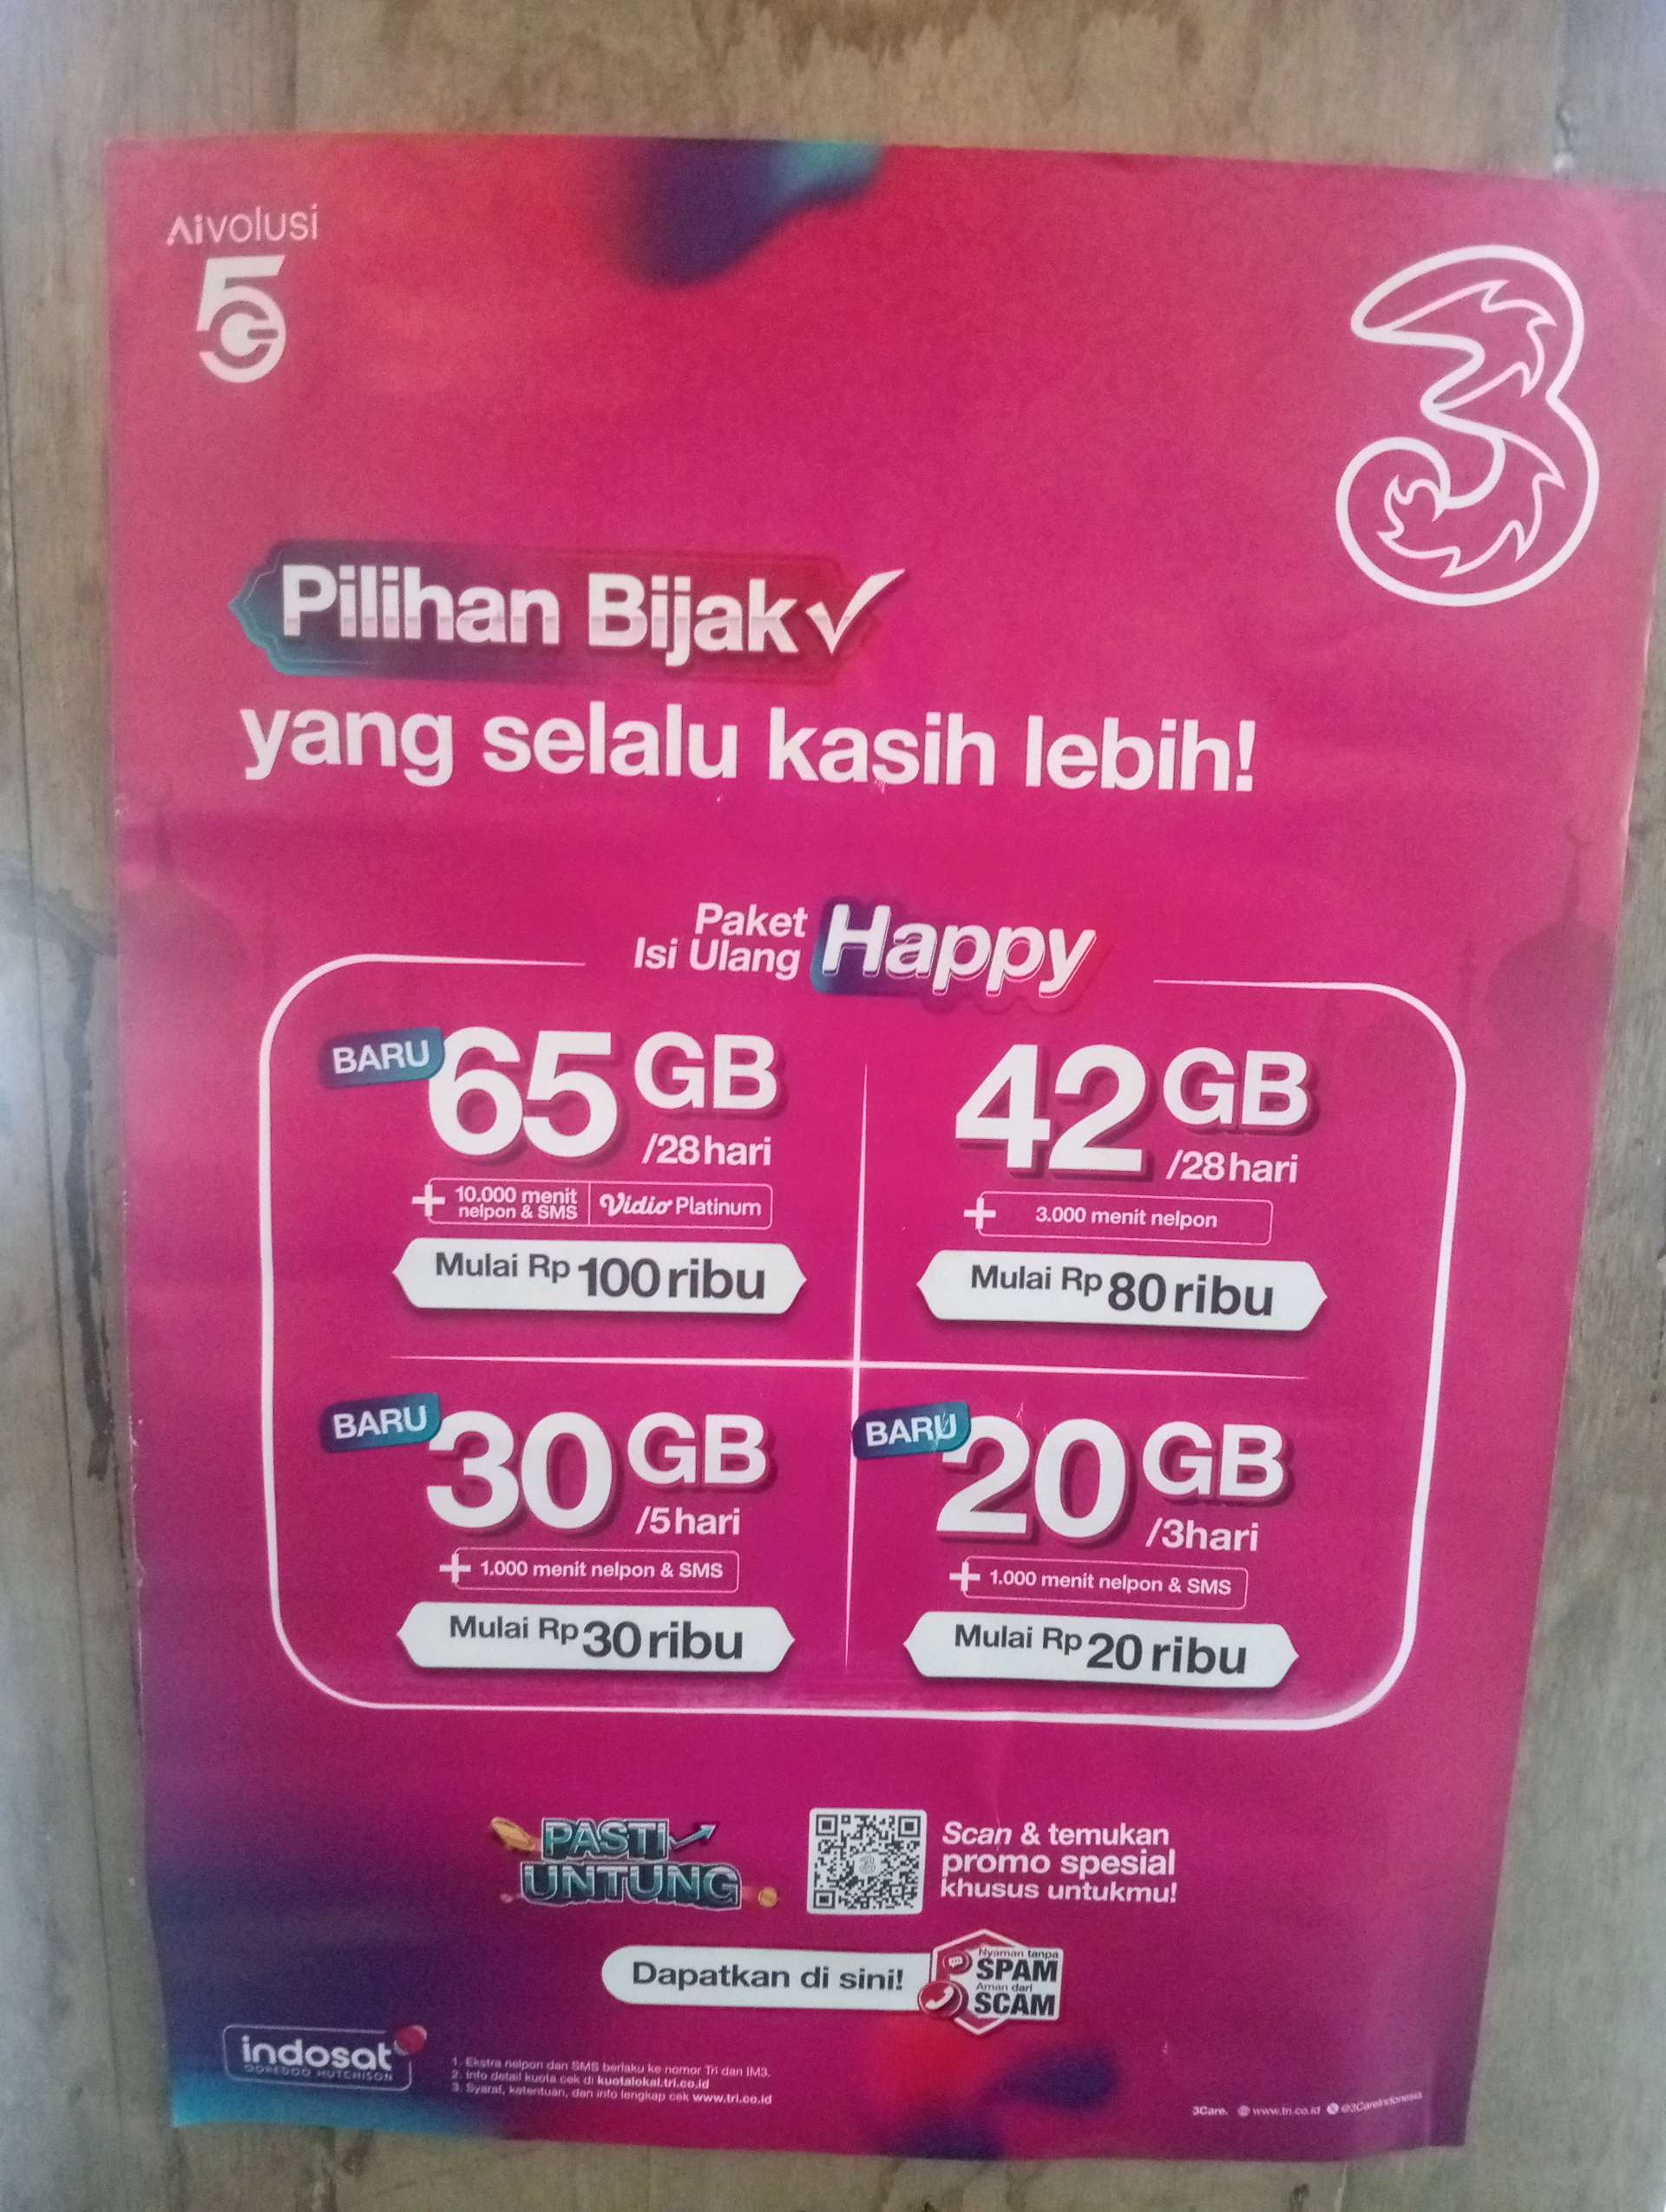 Aivolusi
5G
3
Pilihan Bijak✓
yang selalu kasih lebih!
Paket
Isi Ulang
Happy
BARU
65 GB
/28 hari
+ 10.000 menit
nelpon & SMS
Vidio Platinum
Mulai Rp 100 ribu
42 GB
/28 hari
+ 3.000 menit nelpon
Mulai Rp 80 ribu
BARU
30 GB
/5 hari
+ 1.000 menit nelpon & SMS
Mulai Rp 30 ribu
BARU
20 GB
/3 hari
+ 1.000 menit nelpon & SMS
Mulai Rp 20 ribu
PASTI
UNTUNG
Scan & temukan
promo spesial
khusus untukmu!
Dapatkan di sini!
Nyaman tanpa
SPAM
Aman dari
SCAM
indosat
OOREDOO HUTCHISON
1. Ekstra nelpon dan SMS berlaku ke nomor Tri dan IM3.
2. Info detail kuota cek di kuotalokal.tri.co.id
3. Syarat, ketentuan, dan info lengkap cek www.tri.co.id
3Care. www.tri.co.id @3CareIndonesia